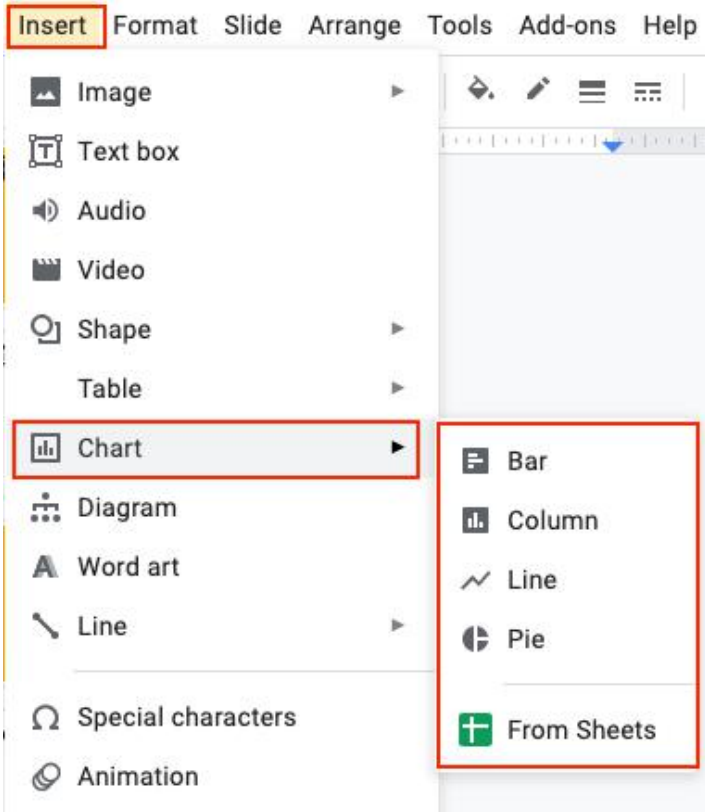 Insert Format Slide Arrange Tools Add-ons Help
Image
Text box
Audio
Video
Shape
Table
Chart
Diagram
Word art
Line
Special characters
Animation
Bar
Column
Line
Pie
From Sheets